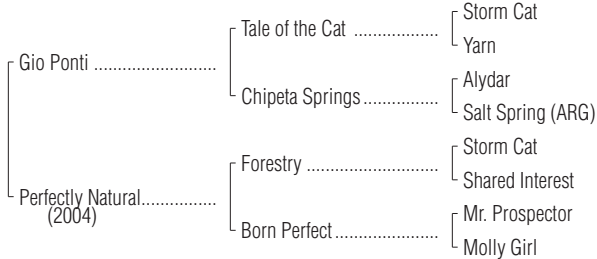 Storm Cat
Tale of the Cat ..................
Yarn
Gio Ponti ..........................
Alydar
Chipeta Springs ................
Salt Spring (ARG)
Storm Cat
Forestry ............................
Shared Interest
Perfectly Natural................
(2004)
Mr. Prospector
Born Perfect......................
Molly Girl